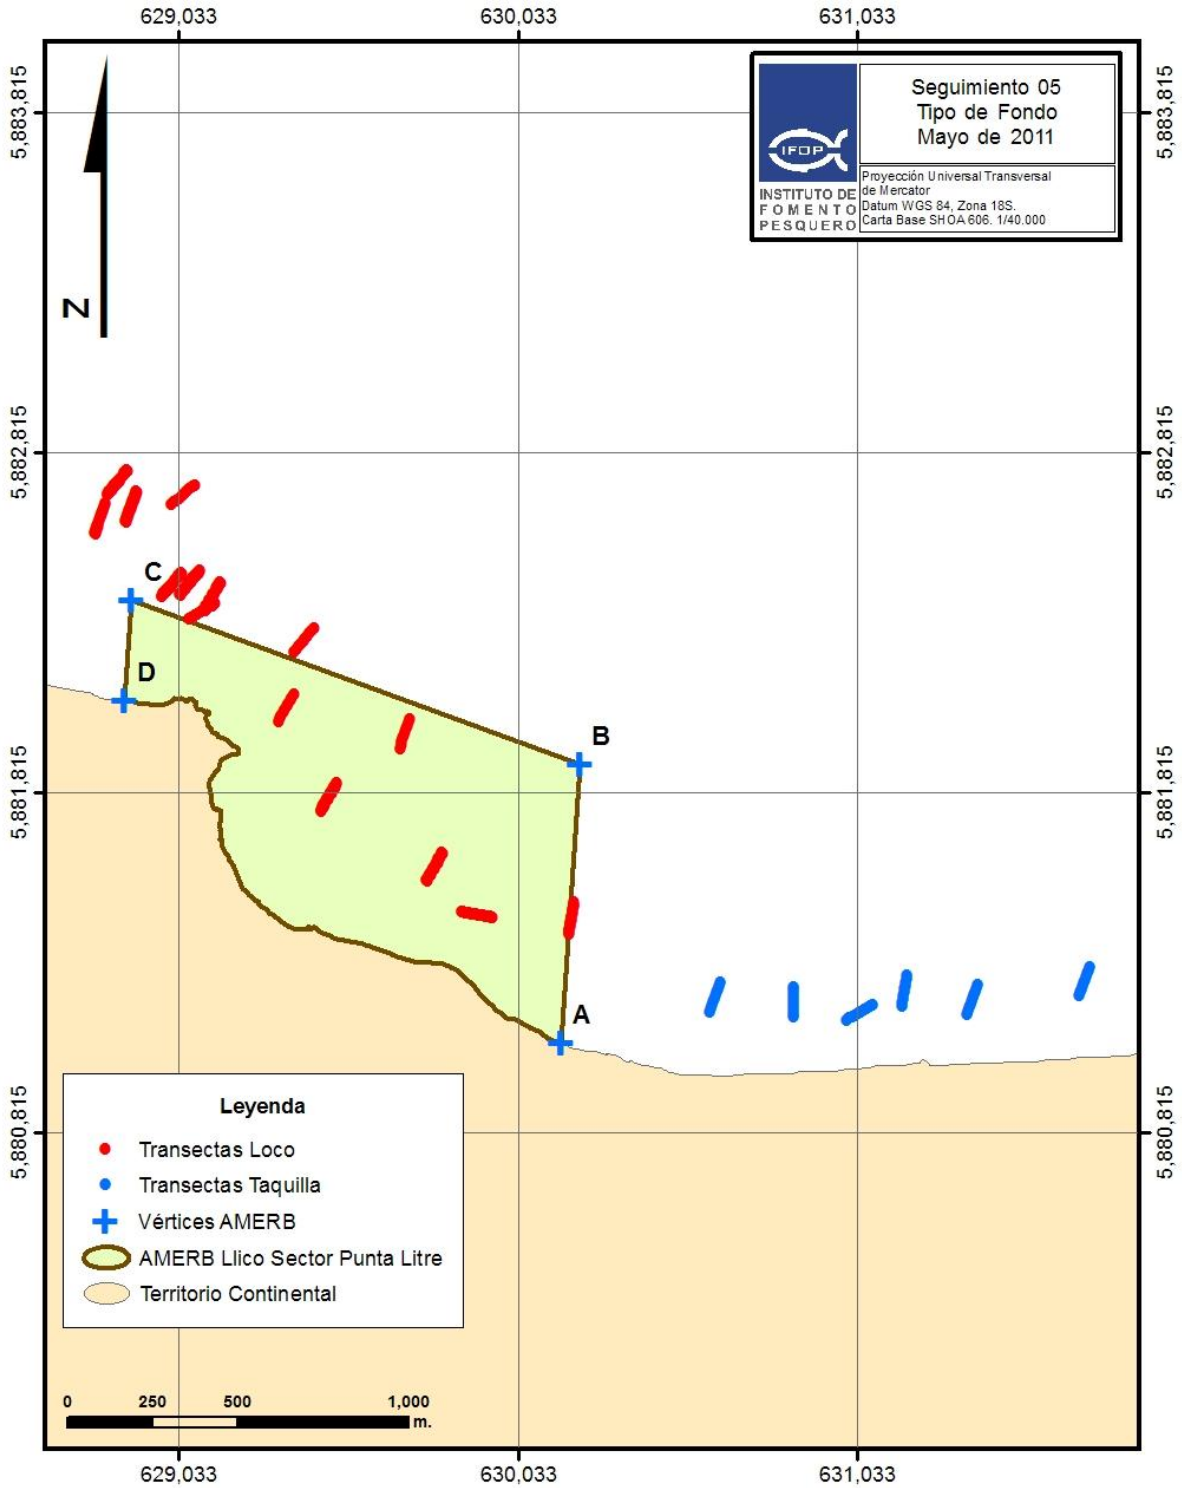 629,033
630,033
631,033
5,883,815
5,883,815
Seguimiento 05
Tipo de Fondo
Mayo de 2011
IFOP
INSTITUTO DE
FOMENTO
PESQUERO
Proyección Universal Transversal
de Mercator
Datum WGS 84, Zona 18S.
Carta Base SHOA 606. 1/40.000
N
5,882,815
5,882,815
C
D
B
5,881,815
5,881,815
A
5,880,815
5,880,815
Leyenda
Transectas Loco
Transectas Taquilla
Vértices AMERB
AMERB Llico Sector Punta Litre
Territorio Continental
0 250 500 1,000
m.
629,033
630,033
631,033